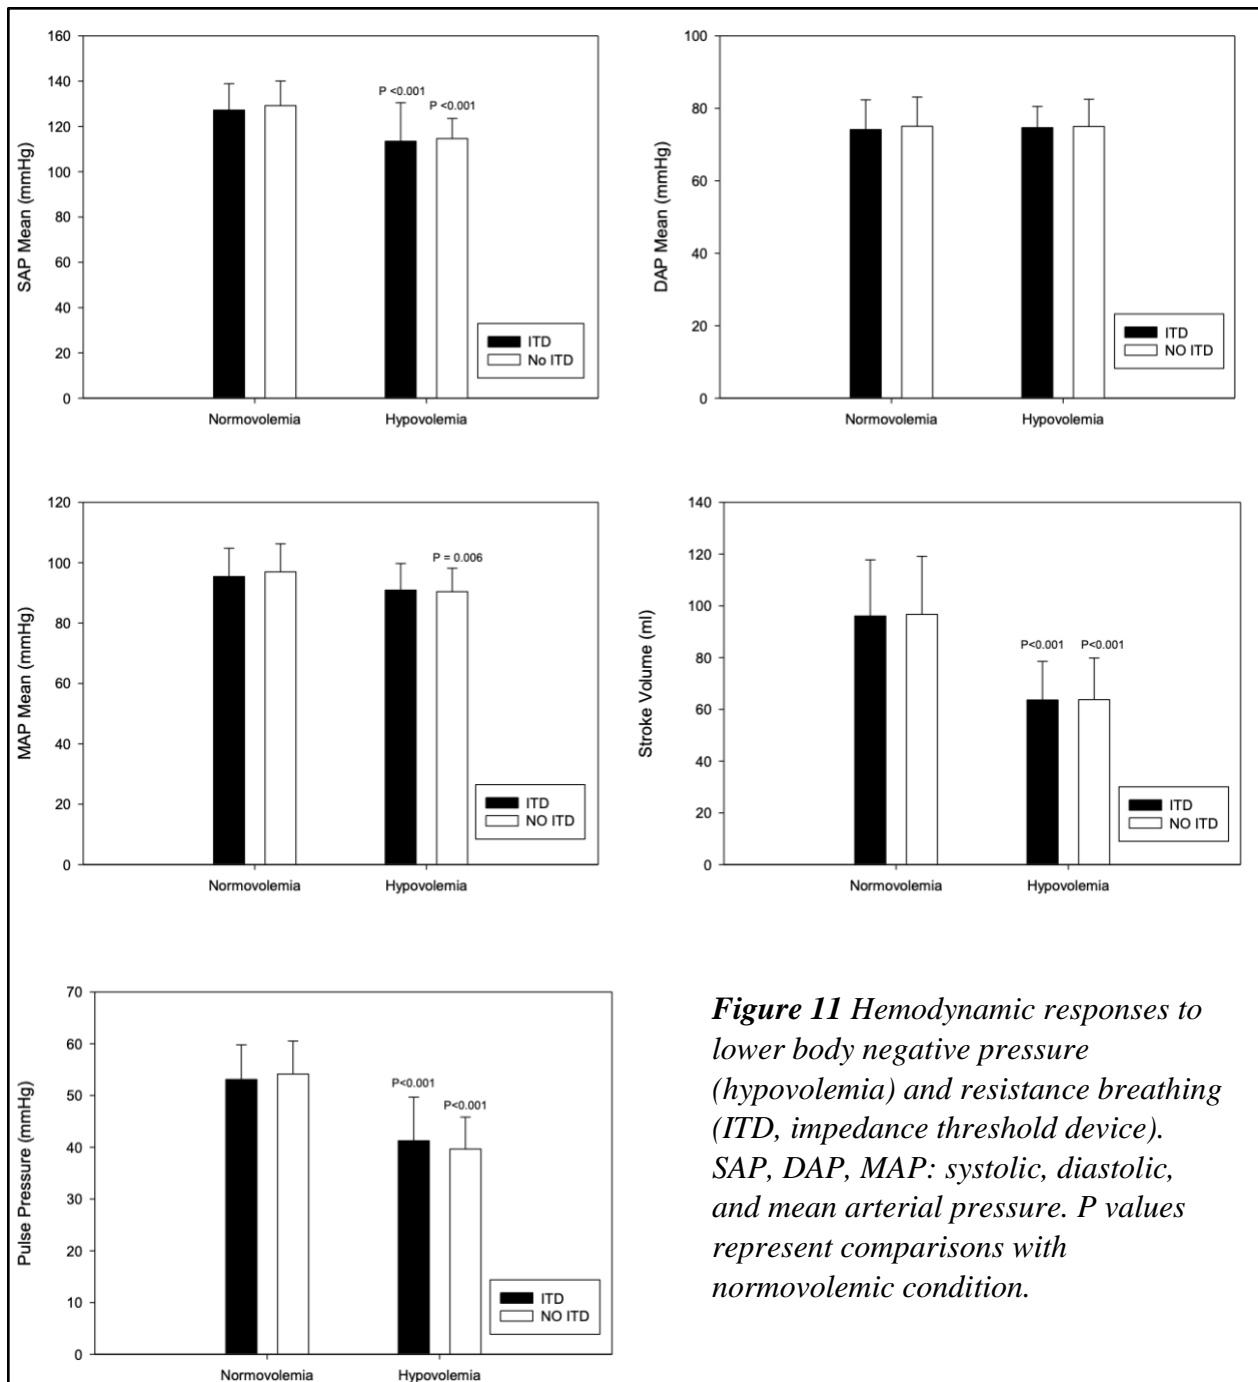 160
140
120
100
80
60
40
20
0
SAP Mean (mmHg)
P <0.001
P <0.001
ITD
No ITD
Normovolemia
Hypovolemia
100
80
60
40
20
0
DAP Mean (mmHg)
ITD
NO ITD
Normovolemia
Hypovolemia
120
100
80
60
40
20
0
MAP Mean (mmHg)
P = 0.006
ITD
NO ITD
Normovolemia
Hypovolemia
140
120
100
80
60
40
20
0
Stroke Volume (ml)
P<0.001
P<0.001
ITD
NO ITD
Normovolemia
Hypovolemia
70
60
50
40
30
20
10
0
Pulse Pressure (mmHg)
P<0.001
P<0.001
ITD
NO ITD
Normovolemia
Hypovolemia
Figure 11 Hemodynamic responses to
lower body negative pressure
(hypovolemia) and resistance breathing
(ITD, impedance threshold device).
SAP, DAP, MAP: systolic, diastolic,
and mean arterial pressure. P values
represent comparisons with
normovolemic condition.